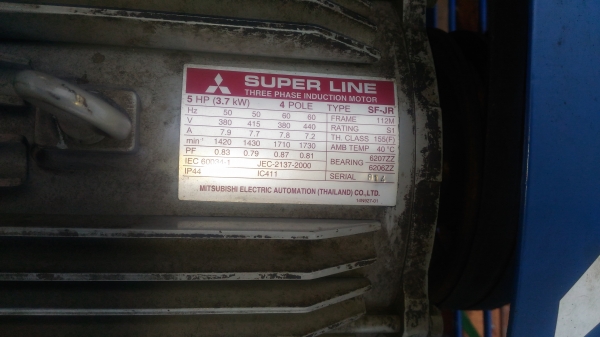 SUPER LINE
THREE PHASE INDUCTION MOTOR
5 HP (3.7 kW) 4 POLE TYPE SF-JR
Hz 50 50 60 60 FRAME 112M
V 380 415 380 440 RATING S1
A 7.9 7.7 7.6 7.2 TH. CLASS 155(F)
min⁻¹ 1420 1430 1710 1730 AMB TEMP 40°C
PF 0.83 0.79 0.87 0.81 BEARING 6207ZZ
IEC JEC-2137-2000 6206ZZ
IP44 IC411 SERIAL
MITSUBISHI ELECTRIC AUTOMATION (THAILAND) CO.,LTD.